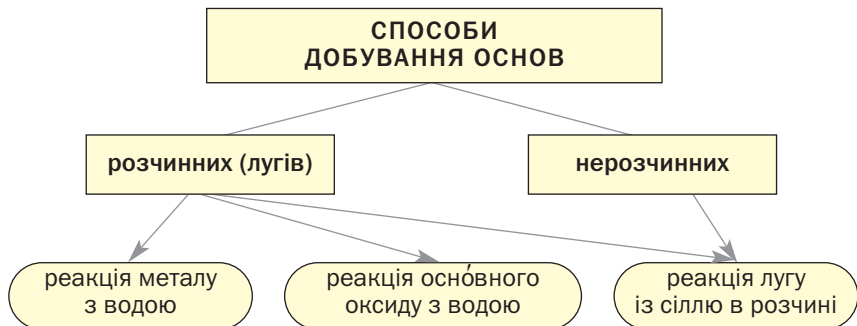 СПОСОБИ
ДОБУВАННЯ ОСНОВ
розчинних (лугів)
нерозчинних
реакція металу
з водою
реакція осно́вного
оксиду з водою
реакція лугу
із сіллю в розчині